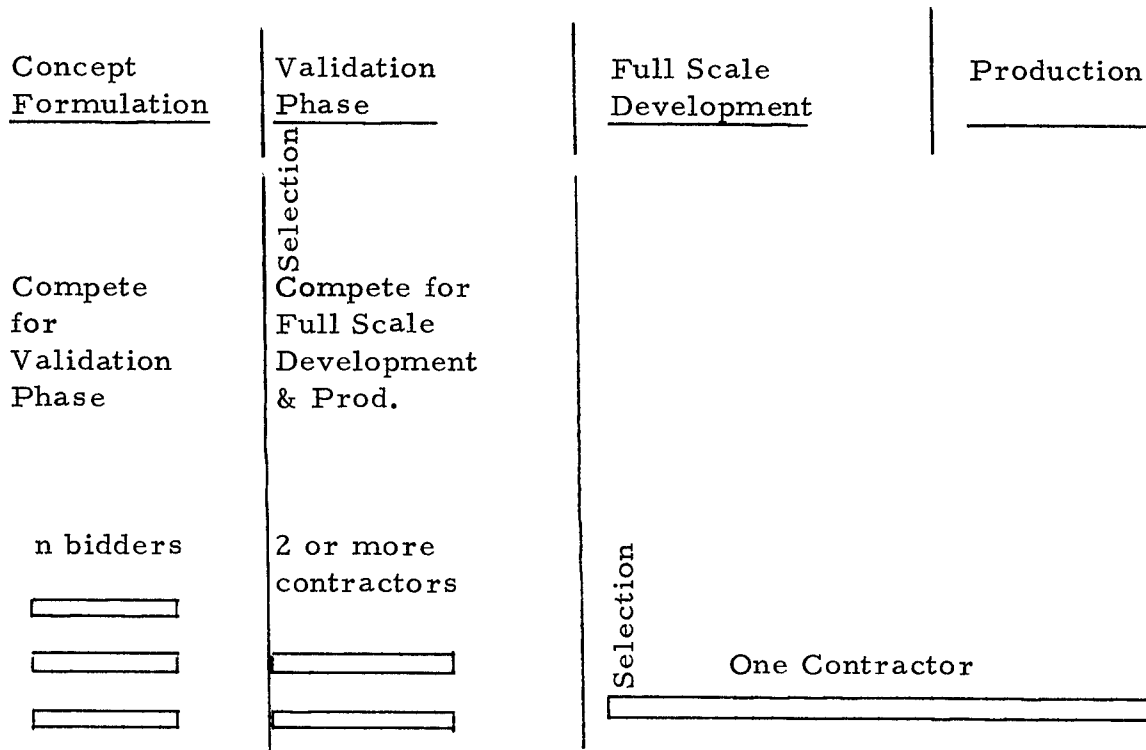 Concept
Formulation
Validation
Phase
Full Scale
Development
Production
Selection
Compete
for
Validation
Phase
Compete for
Full Scale
Development
& Prod.
n bidders
2 or more
contractors
Selection
One Contractor